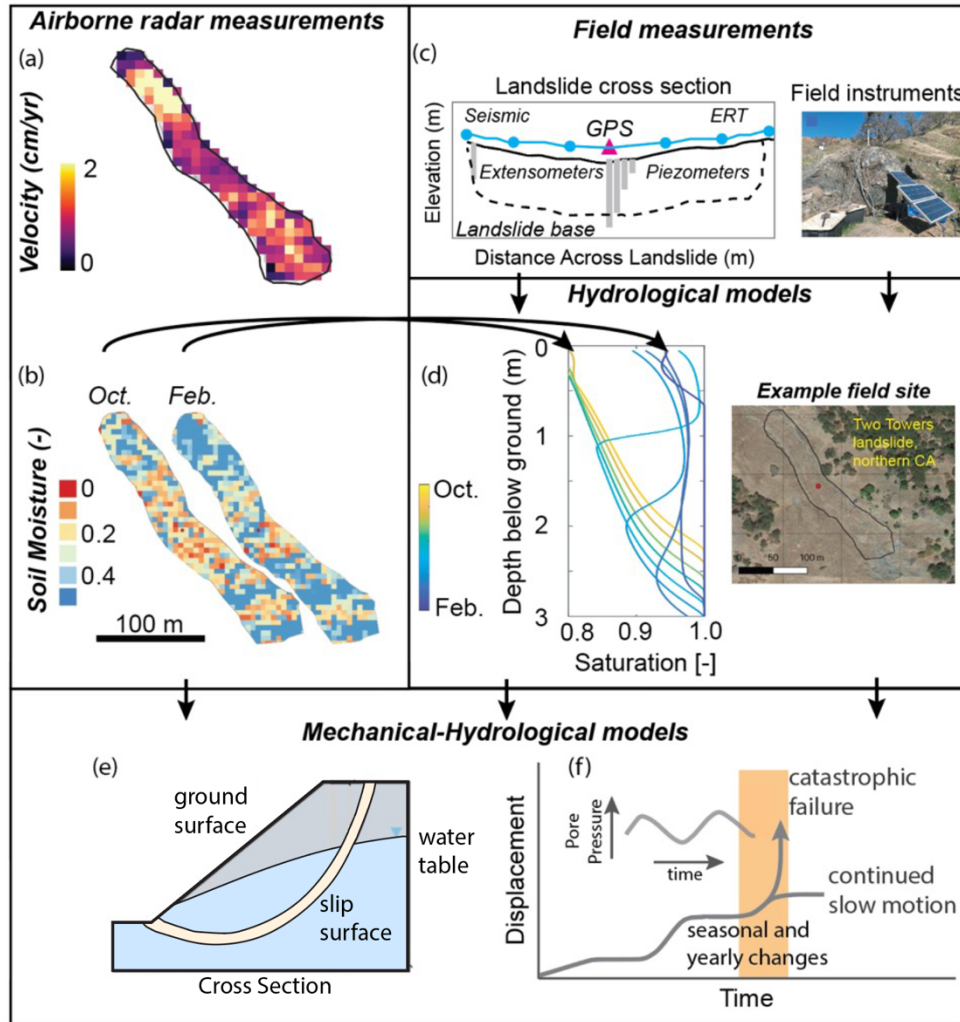 Airborne radar measurements
(a)
Velocity (cm/yr)
2
0
(b)
Oct.
Feb.
Soil Moisture (-)
0
0.2
0.4
100 m
Field measurements
(c)
Landslide cross section
Elevation (m)
Seismic
GPS
ERT
Extensometers
Piezometers
Landslide base
Distance Across Landslide (m)
Field instruments
Hydrological models
(d)
Oct.
Feb.
Depth below ground (m)
0
1
2
3
0.8
0.9
1.0
Saturation [-]
Example field site
Two Towers
landslide,
northern CA
0
50
100 m
Mechanical-Hydrological models
(e)
ground
surface
water
table
slip
surface
Cross Section
(f)
Displacement
Pore
Pressure
time
catastrophic
failure
continued
slow motion
seasonal and
yearly changes
Time